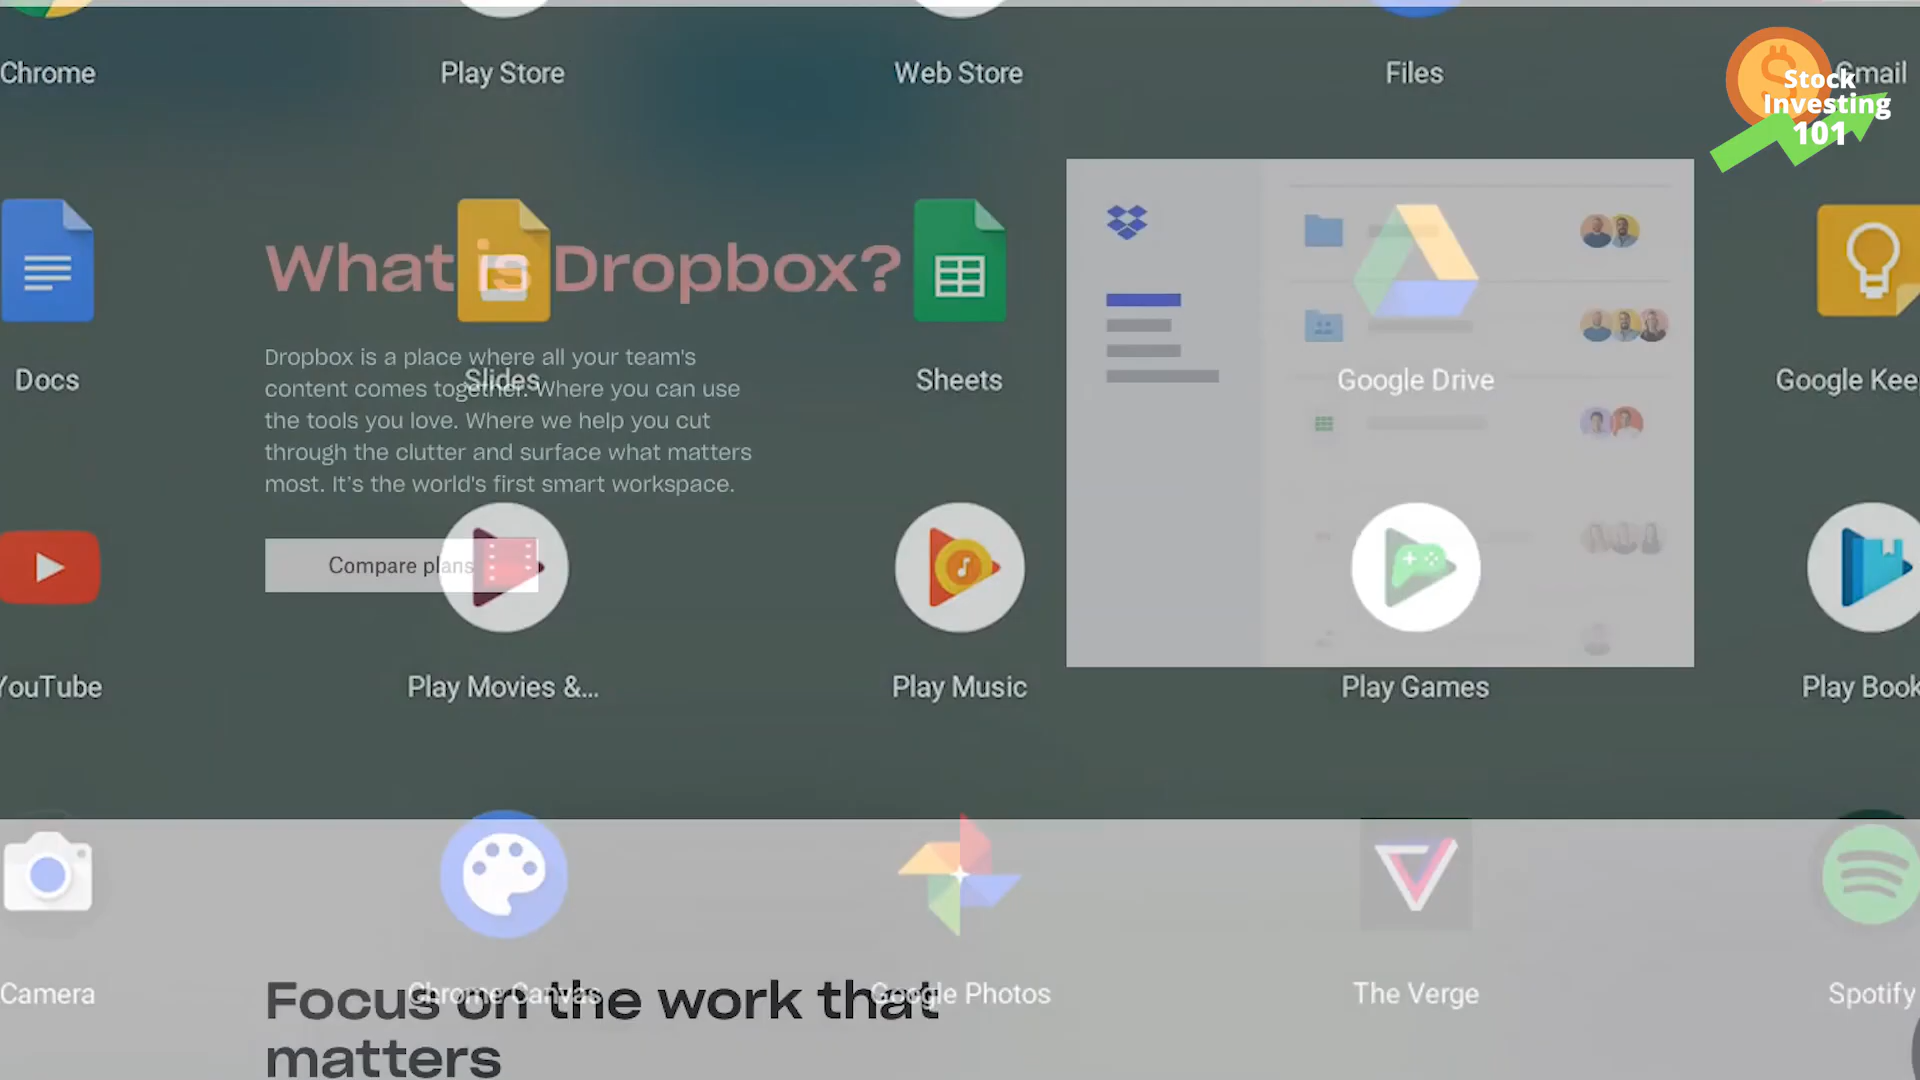 Chrome
Play Store
Web Store
Files
Gmail
Stock
Investing
101
What is Dropbox?
Dropbox is a place where all your team's
content comes together. Where you can use
the tools you love. Where we help you cut
through the clutter and surface what matters
most. It's the world's first smart workspace.
Compare plans
Docs
Slides
Sheets
Google Drive
Google Kee
YouTube
Play Movies &...
Play Music
Play Games
Play Book
Camera
Chrome Canvas
Google Photos
The Verge
Spotify
Focus on the work that
matters